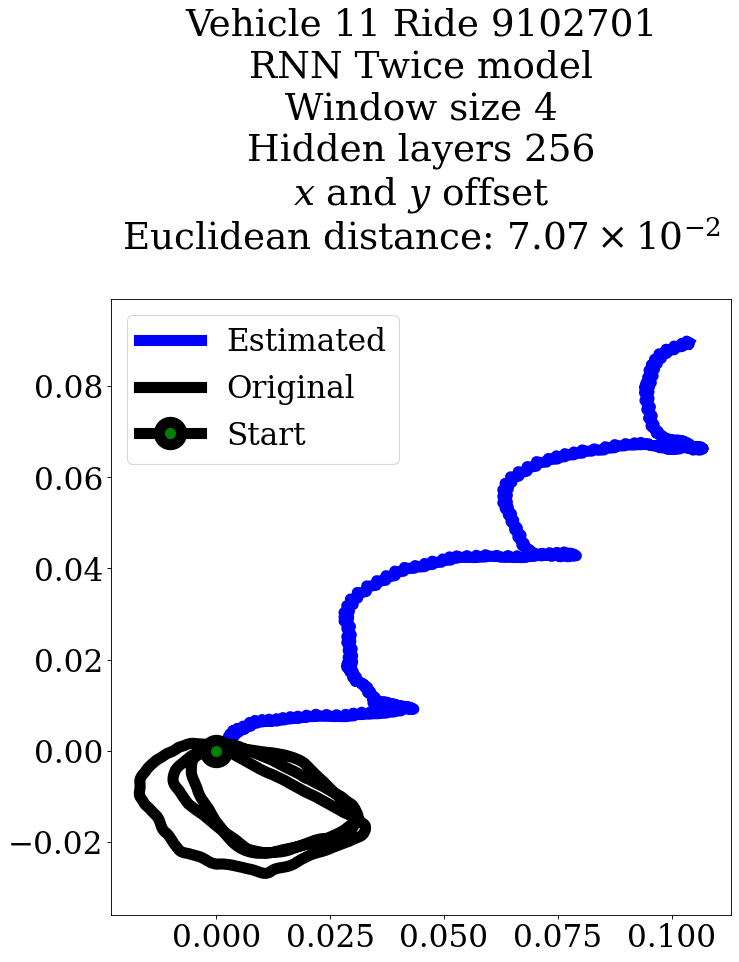 Vehicle 11 Ride 9102701
RNN Twice model
Window size 4
Hidden layers 256
x and y offset
Euclidean distance: 7.07 × 10⁻²
Estimated
Original
Start
0.08
0.06
0.04
0.02
0.00
−0.02
0.000 0.025 0.050 0.075 0.100